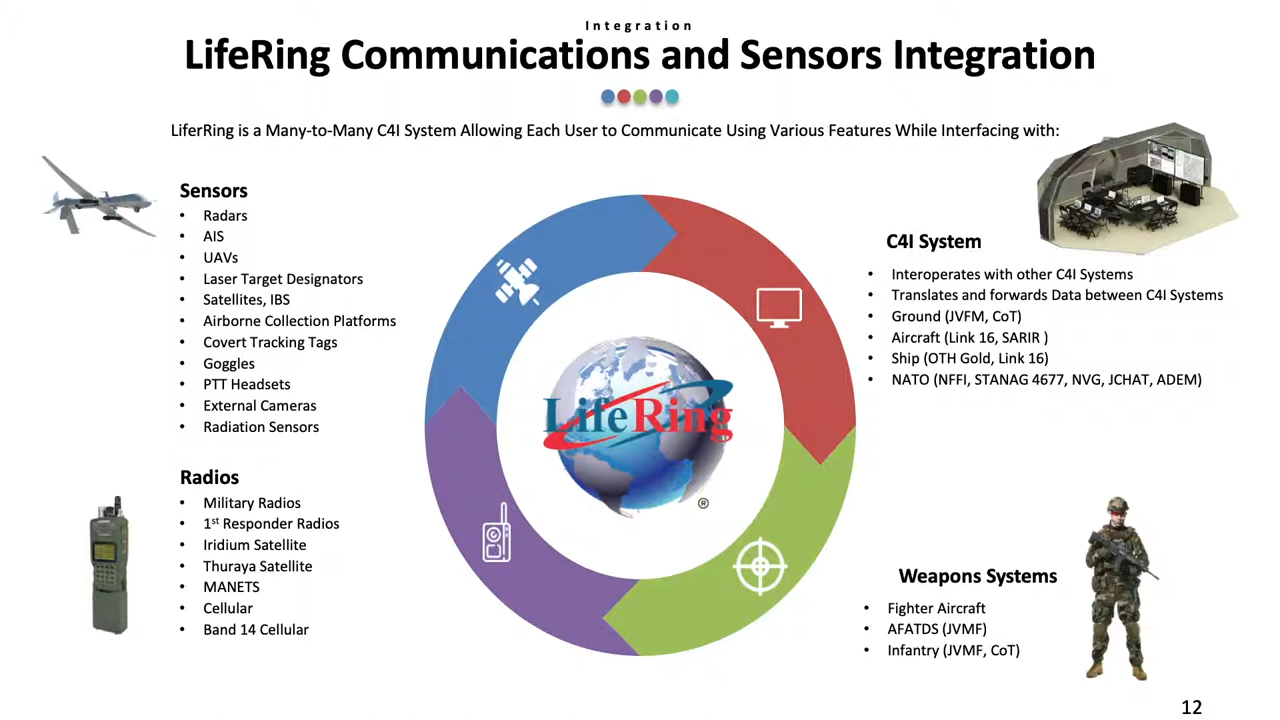 Integration
LifeRing Communications and Sensors Integration
LiferRing is a Many-to-Many C4I System Allowing Each User to Communicate Using Various Features While Interfacing with:
Sensors
• Radars
• AIS
• UAVs
• Laser Target Designators
• Satellites, IBS
• Airborne Collection Platforms
• Covert Tracking Tags
• Goggles
• PTT Headsets
• External Cameras
• Radiation Sensors
Radios
• Military Radios
• 1st Responder Radios
• Iridium Satellite
• Thuraya Satellite
• MANETS
• Cellular
• Band 14 Cellular
LifeRing
®
C4I System
• Interoperates with other C4I Systems
• Translates and forwards Data between C4I Systems
• Ground (JVFM, CoT)
• Aircraft (Link 16, SARIR )
• Ship (OTH Gold, Link 16)
• NATO (NFFI, STANAG 4677, NVG, JCHAT, ADEM)
Weapons Systems
• Fighter Aircraft
• AFATDS (JVMF)
• Infantry (JVMF, CoT)
12